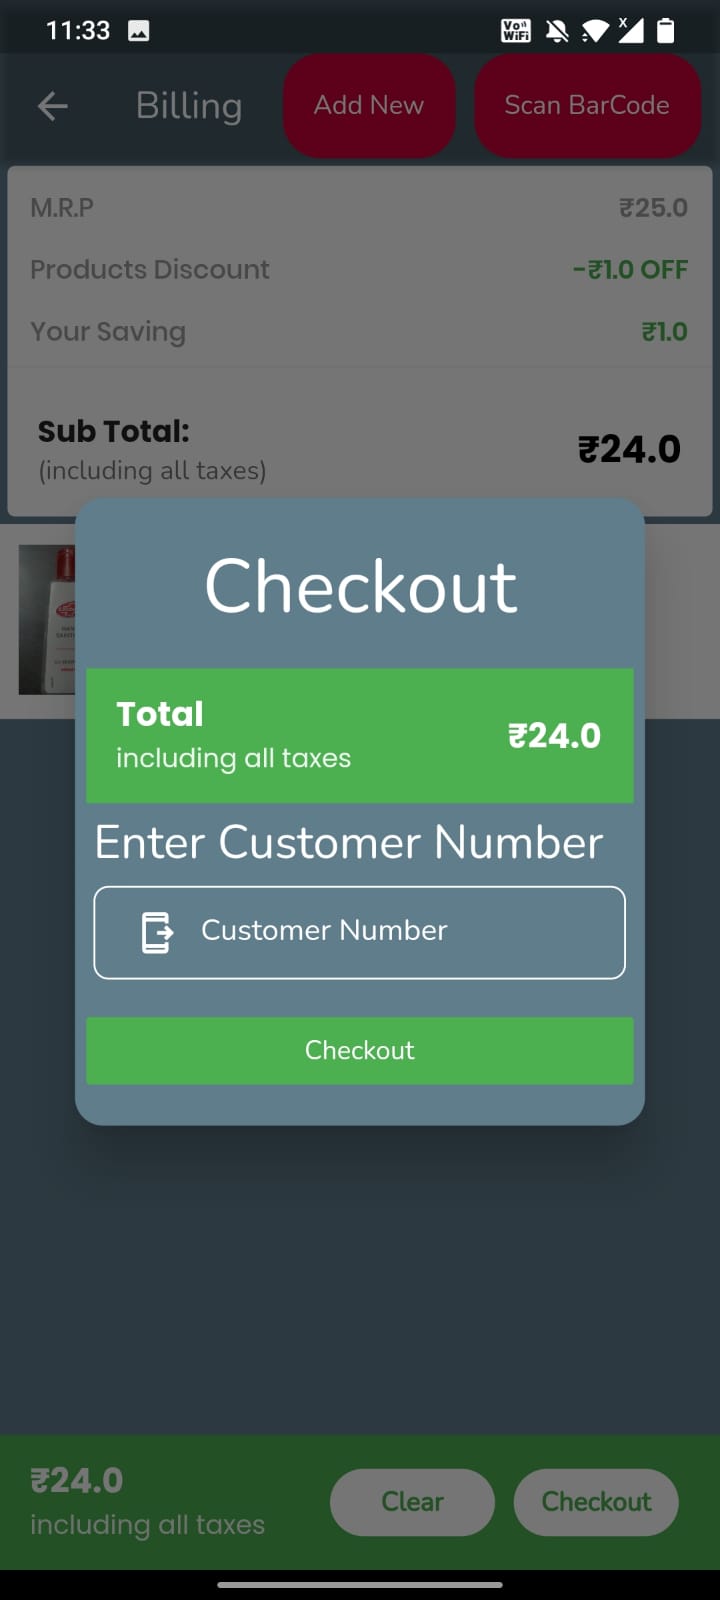 11:33
Vo
WiFi
X
Billing
Add New
Scan BarCode
M.R.P
₹25.0
Products Discount
-₹1.0 OFF
Your Saving
₹1.0
Sub Total:
(including all taxes)
₹24.0
Checkout
Total
including all taxes
₹24.0
Enter Customer Number
Customer Number
Checkout
₹24.0
including all taxes
Clear
Checkout